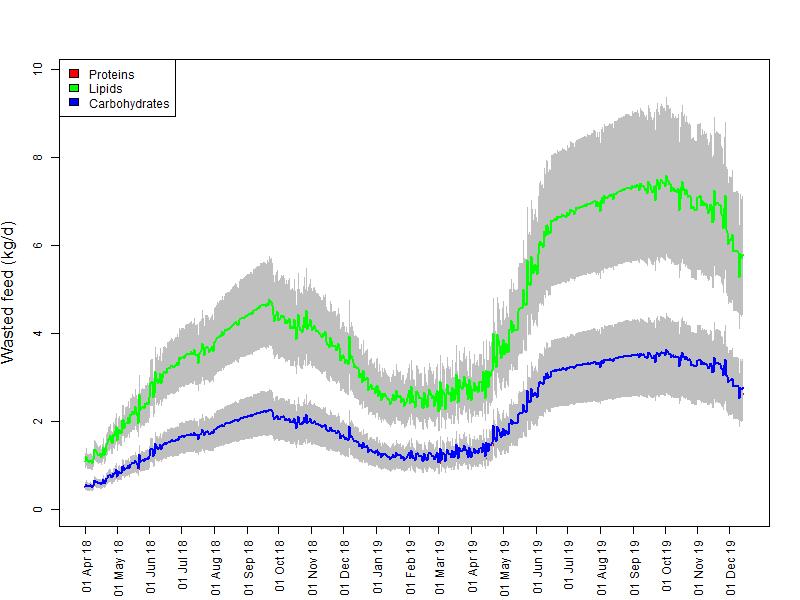 Proteins
Lipids
Carbohydrates
Wasted feed (kg/d)
10
8
6
4
2
0
01 Apr 18
01 May 18
01 Jun 18
01 Jul 18
01 Aug 18
01 Sep 18
01 Oct 18
01 Nov 18
01 Dec 18
01 Jan 19
01 Feb 19
01 Mar 19
01 Apr 19
01 May 19
01 Jun 19
01 Jul 19
01 Aug 19
01 Sep 19
01 Oct 19
01 Nov 19
01 Dec 19